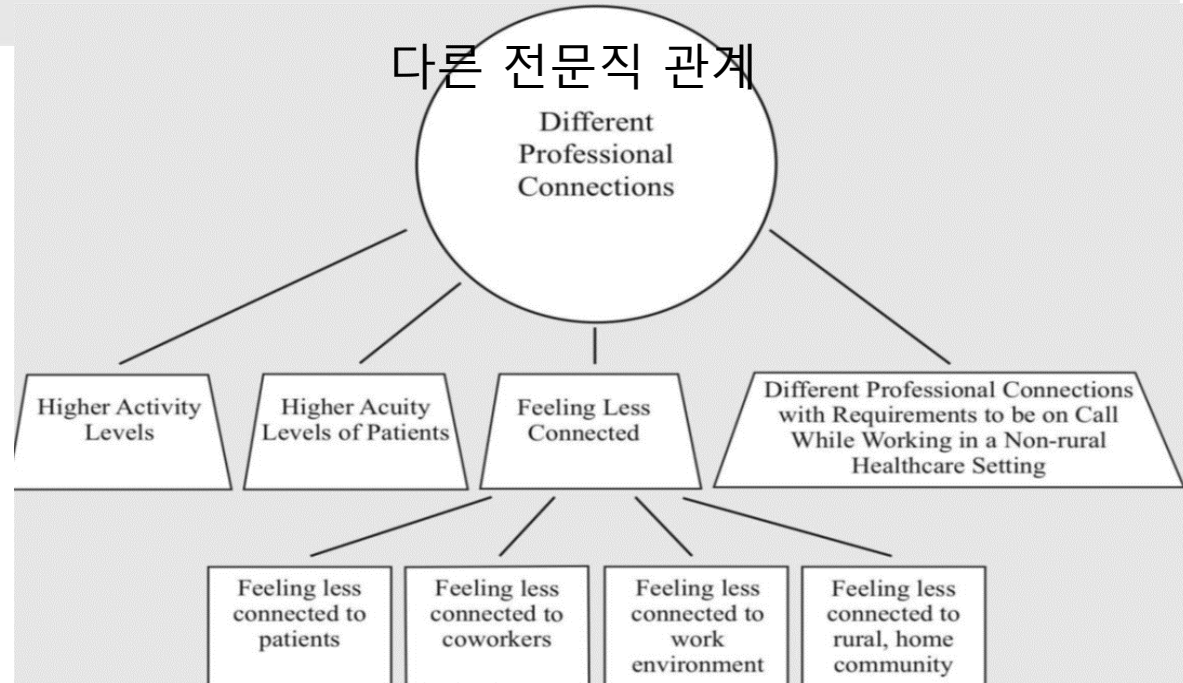 다른 전문직 관계
Different
Professional
Connections
Higher Activity
Levels
Higher Acuity
Levels of Patients
Feeling Less
Connected
Different Professional Connections
with Requirements to be on Call
While Working in a Non-rural
Healthcare Setting
Feeling less
connected to
patients
Feeling less
connected to
coworkers
Feeling less
connected to
work
environment
Feeling less
connected to
rural, home
community